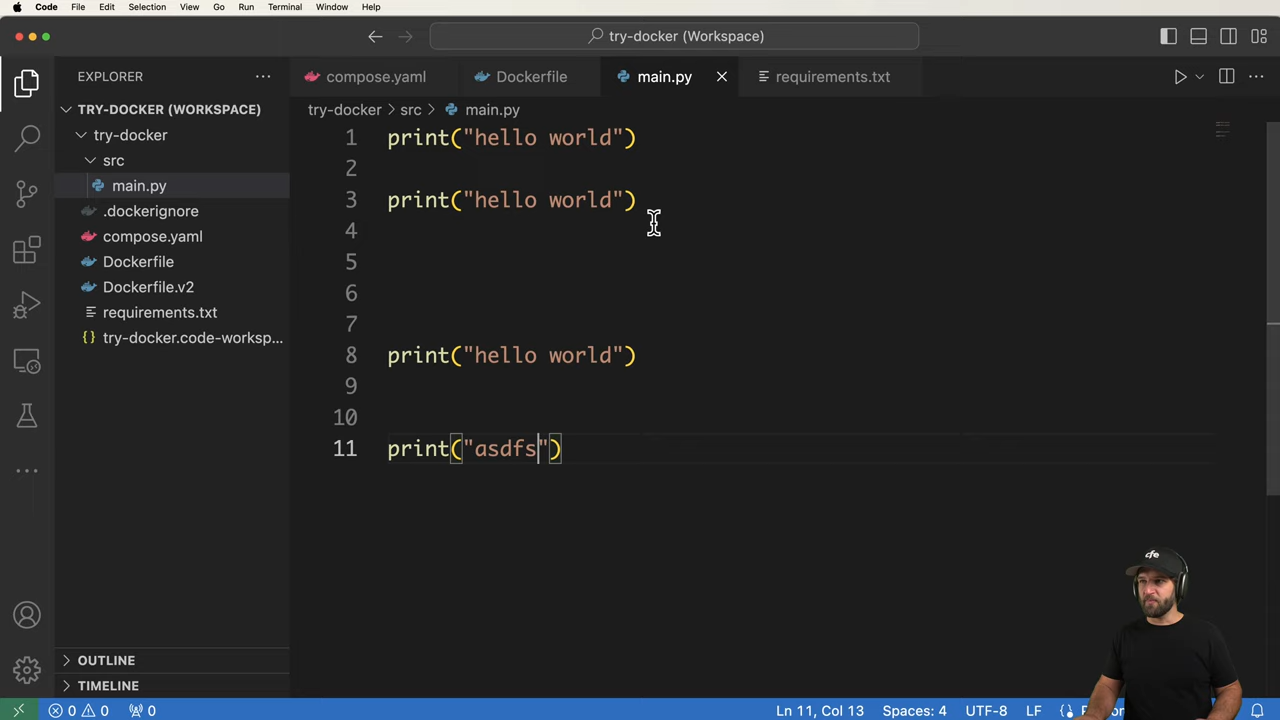 Code File Edit Selection View Go Run Terminal Window Help
try-docker (Workspace)
EXPLORER
compose.yaml
Dockerfile
main.py
requirements.txt
TRY-DOCKER (WORKSPACE)
try-docker
src
main.py
.dockerignore
compose.yaml
Dockerfile
Dockerfile.v2
requirements.txt
try-docker.code-worksp...
OUTLINE
TIMELINE
try-docker > src > main.py
1 print("hello world")
2
3 print("hello world")
4
5
6
7
8 print("hello world")
9
10
11 print("asdfs")
cfe
0 0 0
Ln 11, Col 13 Spaces: 4 UTF-8 LF